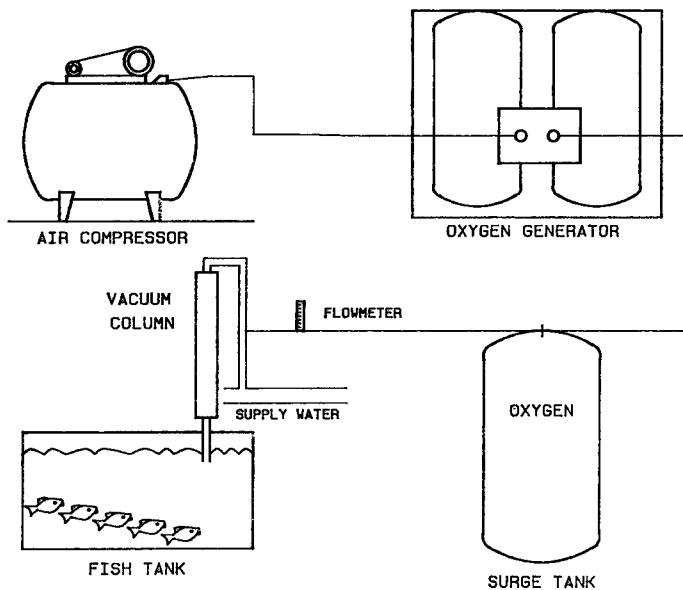 AIR COMPRESSOR
OXYGEN GENERATOR
VACUUM
COLUMN
FLOWMETER
SUPPLY WATER
OXYGEN
FISH TANK
SURGE TANK